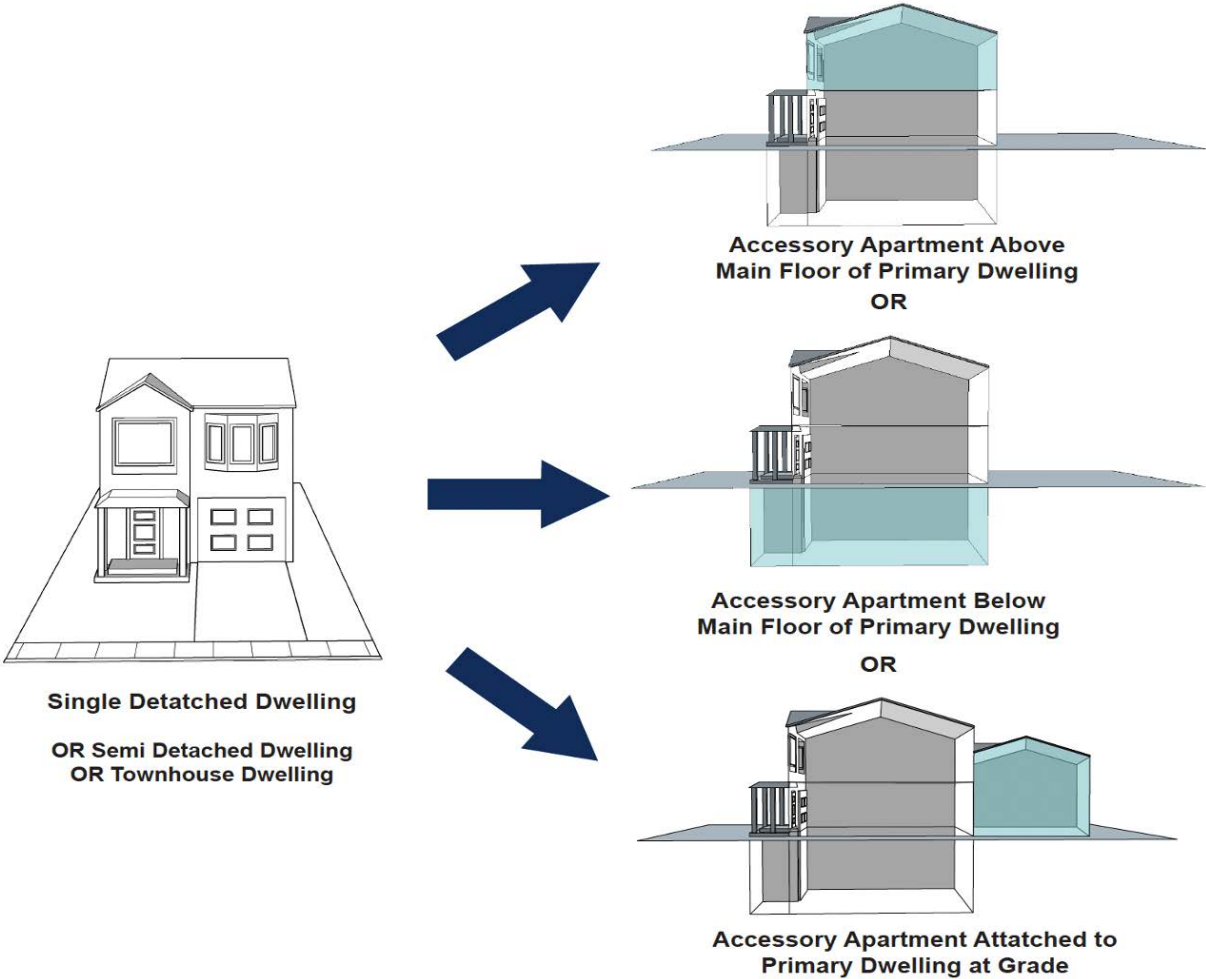 Accessory Apartment Above
Main Floor of Primary Dwelling
OR
Accessory Apartment Below
Main Floor of Primary Dwelling
OR
Single Detatched Dwelling
OR Semi Detached Dwelling
OR Townhouse Dwelling
Accessory Apartment Attatched to
Primary Dwelling at Grade